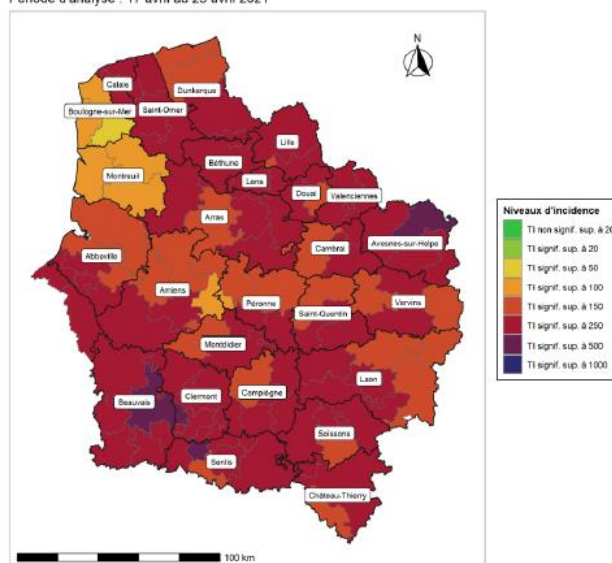 Période d'analyse : 17 avril au 23 avril 2021
N
Calais
Dunkerque
Boulogne-sur-Mer
Saint-Omer
Lille
Béthune
Montreuil
Lens
Douai
Valenciennes
Arras
Cambrai
Avesnes-sur-Helpe
Abbeville
Amiens
Péronne
Saint-Quentin
Vervins
Montdidier
Laon
Beauvais
Clermont
Compiègne
Soissons
Senlis
Château-Thierry
100 km
Niveaux d'incidence
TI non signif. sup. à 20
TI signif. sup. à 20
TI signif. sup. à 50
TI signif. sup. à 100
TI signif. sup. à 150
TI signif. sup. à 250
TI signif. sup. à 500
TI signif. sup. à 1000